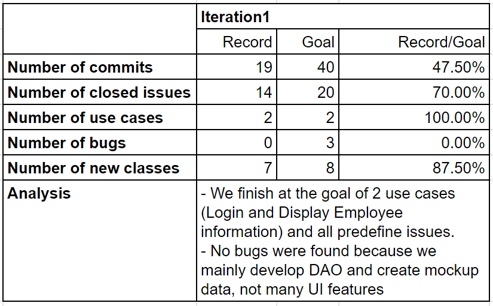 Iteration1
Record Goal Record/Goal
Number of commits 19 40 47.50%
Number of closed issues 14 20 70.00%
Number of use cases 2 2 100.00%
Number of bugs 0 3 0.00%
Number of new classes 7 8 87.50%
Analysis - We finish at the goal of 2 use cases
(Login and Display Employee
information) and all predefine issues.
- No bugs were found because we
mainly develop DAO and create mockup
data, not many UI features